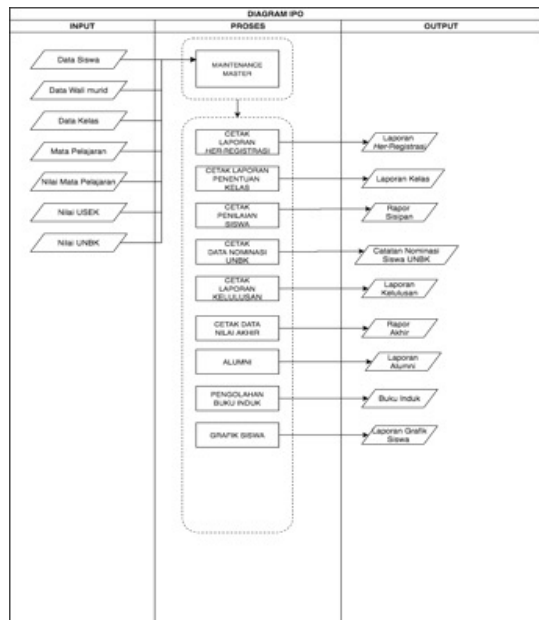 DIAGRAM IPO
INPUT
PROSES
OUTPUT
Data Siswa
Data Wali murid
Data Kelas
Mata Pelajaran
Nilai Mata Pelajaran
Nilai USEK
Nilai UNBK
MAINTENANCE
MASTER
CETAK
LAPORAN
HER-REGISTRASI
CETAK LAPORAN
PENENTUAN
KELAS
CETAK
PENILAIAN
SISWA
CETAK
DATA NOMINASI
UNBK
CETAK
LAPORAN
KELULUSAN
CETAK DATA
NILAI AKHIR
ALUMNI
PENGOLAHAN
BUKU INDUK
GRAFIK SISWA
Laporan
Her-Registrasi
Laporan Kelas
Rapor
Sisipan
Catatan Nominasi
Siswa UNBK
Laporan
Kelulusan
Rapor
Akhir
Laporan
Alumni
Buku Induk
Laporan Grafik
Siswa